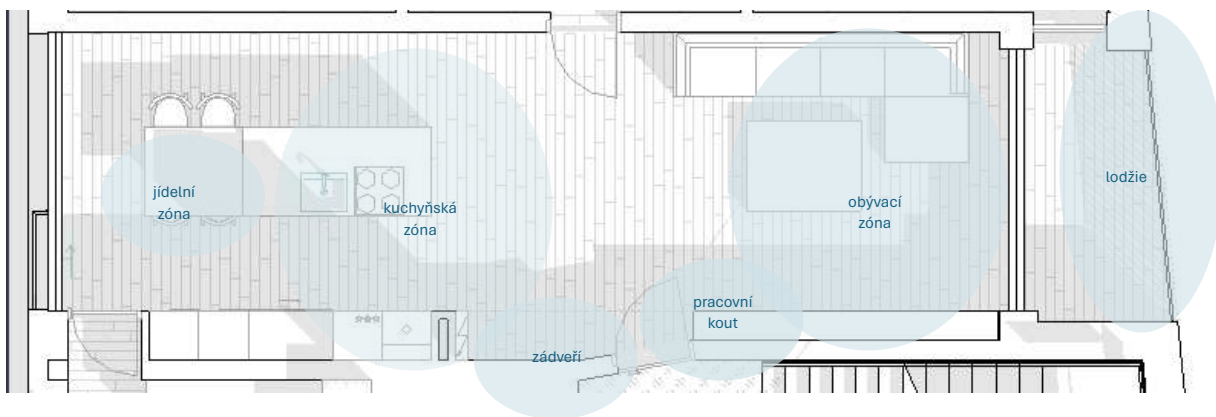 jídelní
zóna
kuchyňská
zóna
obývací
zóna
lodžie
pracovní
kout
zádveří